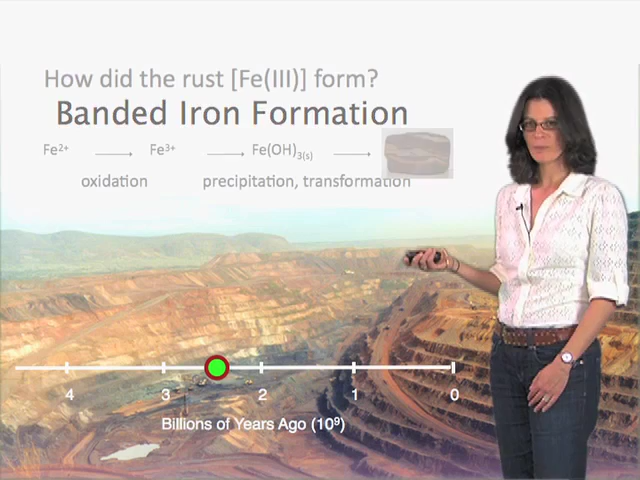 How did the rust [Fe(III)] form?
Banded Iron Formation
Fe2+ → Fe3+ → Fe(OH)3(s) →
oxidation precipitation, transformation
4 3 2 1 0
Billions of Years Ago (10⁹)